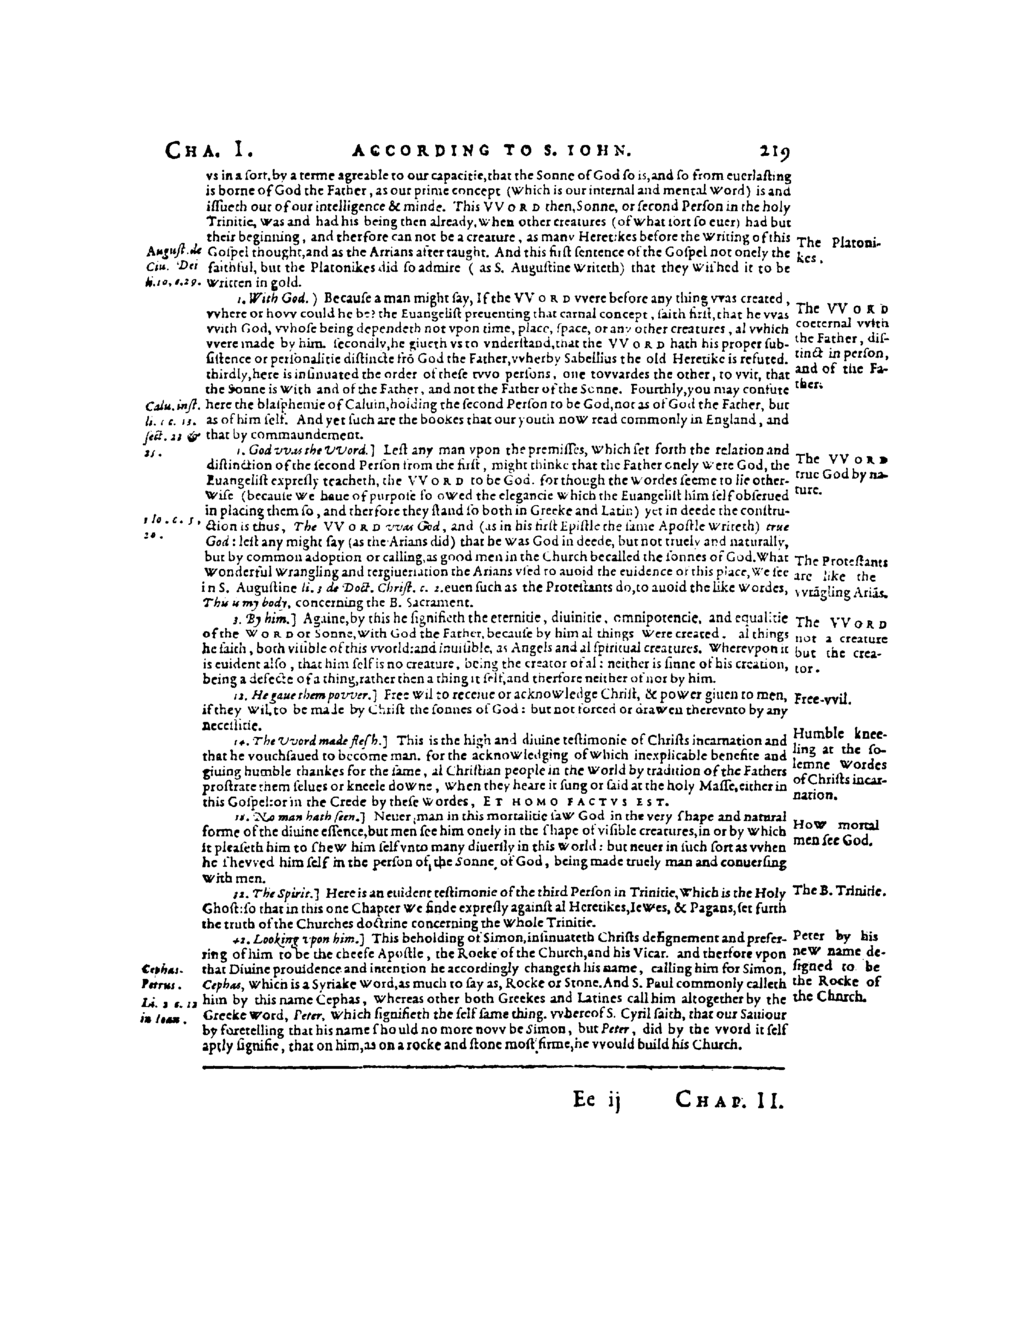 CHA. I. ACCORDING TO S. IOHN. 219
vs in a ſort, by a terme agreable to our capacitie, that the Sonne of God ſo is, and ſo from euerlaſting
is borne of God the Father, as our prime concept (which is our internal and mental word) is and
iſſueth out of our intelligence & minde. This VVORD then, Sonne, or ſecond Perſon in the holy
Trinitie, was and had his being then already, when other creatures (of what ſort ſo euer) had but
their beginning, and therfore can not be a creature, as many Heretikes before the writing of this
Goſpel thought, and as the Arrians after taught. And this firſt ſentence of the Goſpel not onely the
faithful, but the Platonikes did ſo admire (as S. Auguſtine writeth) that they wiſhed it to be
written in gold.
Auguſt. de
Ciu. Dei
li. 10, c. 29.
The Platoni-
kes.
1. With God.) Becauſe a man might ſay, If the VVORD vvere before any thing vvas created,
vvhere or hovv could he be? the Euangeliſt preuenting that carnal concept, ſaith firſt, that he vvas
vvith God, vvhoſe being dependeth not vpon time, place, ſpace, or any other creatures, al vvhich
vvere made by him. ſecondly, he giueth vs to vnderſtand, that the VVORD hath his proper ſub-
ſiſtence or perſonalitie diſtincte frõ God the Father, vvherby Sabellius the old Heretike is refuted.
thirdly, here is inſinuated the order of theſe tvvo perſons, one tovvardes the other, to vvit, that
the Sonne is with and of the Father, and not the Father of the Sonne. Fourthly, you may confute
here the blaſphemie of Caluin, holding the ſecond Perſon to be God, not as of God the Father, but
as of him ſelf. And yet ſuch are the bookes that our youth now read commonly in England, and
that by commaundement.
The VVORD
coeternal vvith
the Father, diſ-
tinct in perſon,
and of the Fa-
ther.
Calu. inſt.
li. 1 c. 13.
ſect. 23 &
25.
1. God vvas the VVord.] Leſt any man vpon the premiſſes, which ſet forth the relation and
diſtinction of the ſecond Perſon from the firſt, might thinke that the Father onely were God, the
Euangeliſt expreſly teacheth, the VVORD to be God. for though the wordes ſeeme to lie other-
wiſe (becauſe we haue of purpoſe folowed the elegancie which the Euangeliſt him ſelf obſerued
in placing them ſo, and therfore they ſtand ſo both in Greeke and Latin) yet in deede the conſtru-
ction is thus, The VVORD vvas God, and (as in his firſt Epiſtle the ſame Apoſtle writeth) true
God: leſt any might ſay (as the Arians did) that he was God in deede, but not truely and naturally,
but by common adoption or calling, as good men in the Church be called the ſonnes of God. What
wonderful wrangling and tergiuerſation the Arians vſed to auoid the euidence of this place, we ſee
in S. Auguſtine li. 3 de Doct. Chriſt. c. 2. euen ſuch as the Proteſtants do, to auoid the like wordes,
This is my body, concerning the B. Sacrament.
The VVORD
true God by na-
ture.
1 Io. c. 5,
20.
The Proteſtants
are like the
vvrāgling Ariās.
3. By him.] Againe, by this he ſignifieth the eternitie, diuinitie, omnipotencie, and equalitie
of the WORD or Sonne, with God the Father, becauſe by him al things were created. al things
he ſaith, both viſible of this vvorld: and inuiſible, as Angels and al ſpiritual creatures. Wherevpon it
is euident alſo, that him ſelf is no creature, being the creator of al: neither is ſinne of his creation,
being a defecte of a thing, rather then a thing it ſelf, and therfore neither of nor by him.
The VVORD
not a creature
but the crea-
tor.
12. He gaue them povver.] Free wil to receiue or acknowledge Chriſt, & power giuen to men,
if they wil, to be made by Chriſt the ſonnes of God: but not forced or drawen therevnto by any
neceſſitie.
Free-vvil.
14. The VVord made fleſh.] This is the high and diuine teſtimonie of Chriſts incarnation and
that he vouchſaued to become man. for the acknowledging of which inexplicable benefite and
giuing humble thankes for the ſame, al Chriſtian people in the world by tradition of the Fathers
proſtrate them ſelues or kneele downe, when they heare it ſung or ſaid at the holy Maſſe, either in
this Goſpel: or in the Crede by theſe wordes, ET HOMO FACTVS EST.
Humble knee-
ling at the ſo-
lemne wordes
of Chriſts incar-
nation.
18. No man hath ſeen.] Neuer man in this mortalitie ſaw God in the very ſhape and natural
forme of the diuine eſſence, but men ſee him onely in the ſhape of viſible creatures, in or by which
it pleaſeth him to ſhew him ſelf vnto many diuerſly in this world: but neuer in ſuch ſort as vvhen
he ſhevved him ſelf in the perſon of the Sonne of God, being made truely man and conuerſing
with men.
How mortal
men ſee God.
32. The Spirit.] Here is an euident teſtimonie of the third Perſon in Trinitie, which is the Holy
Ghoſt: ſo that in this one Chapter we finde expreſly againſt al Heretikes, Iewes, & Pagans, ſet furth
the truth of the Churches doctrine concerning the whole Trinitie.
The B. Trinitie.
42. Looking vpon him.] This beholding of Simon, inſinuateth Chriſts deſignement and prefer-
ring of him to be the cheefe Apoſtle, the Rocke of the Church, and his Vicar. and therfore vpon
that Diuine prouidence and intention he accordingly changeth his name, calling him for Simon,
Cephas, which is a Syriake word, as much to ſay as, Rocke or Stone. And S. Paul commonly calleth
him by this name Cephas, whereas other both Greekes and Latines call him altogether by the
Greeke word, Peter, which ſignifieth the ſelf ſame thing. vvhereof S. Cyril ſaith, that our Sauiour
by foretelling that his name ſhould no more novv be Simon, but Peter, did by the vvord it ſelf
aptly ſignifie, that on him, as on a rocke and ſtone moſt firme, he vvould build his Church.
Cephas.
Petrus.
Li. 2 c. 12
in Ioan.
Peter by his
new name de-
ſigned to be
the Rocke of
the Church.
Ee ij CHAP. II.